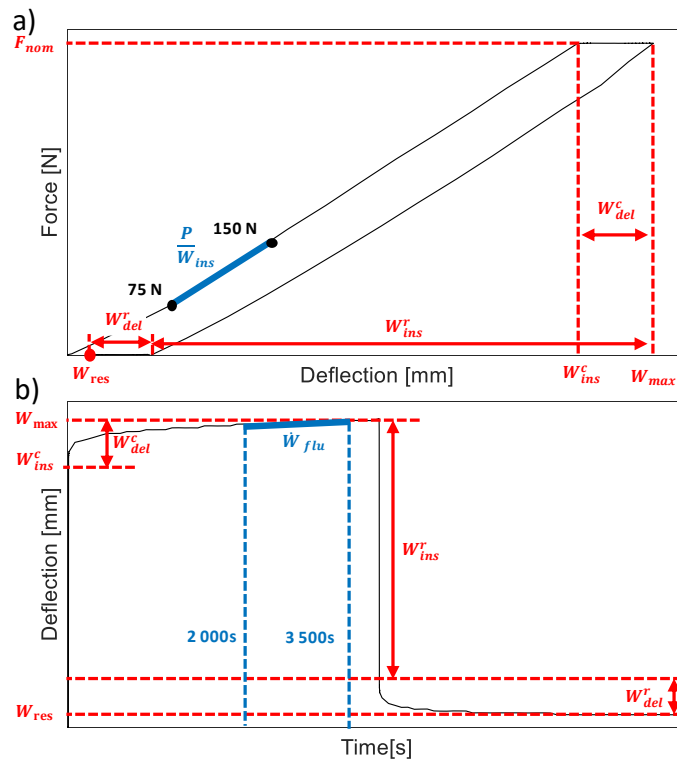 a)
F_nom
Force [N]
P/W_ins
150 N
75 N
W^r_del
W^c_del
W^r_ins
W_res
Deflection [mm]
W^c_ins
W_max
b)
W_max
W^c_del
W^c_ins
Ẇ_flu
Deflection [mm]
W^r_ins
2 000s
3 500s
W^r_del
W_res
Time[s]